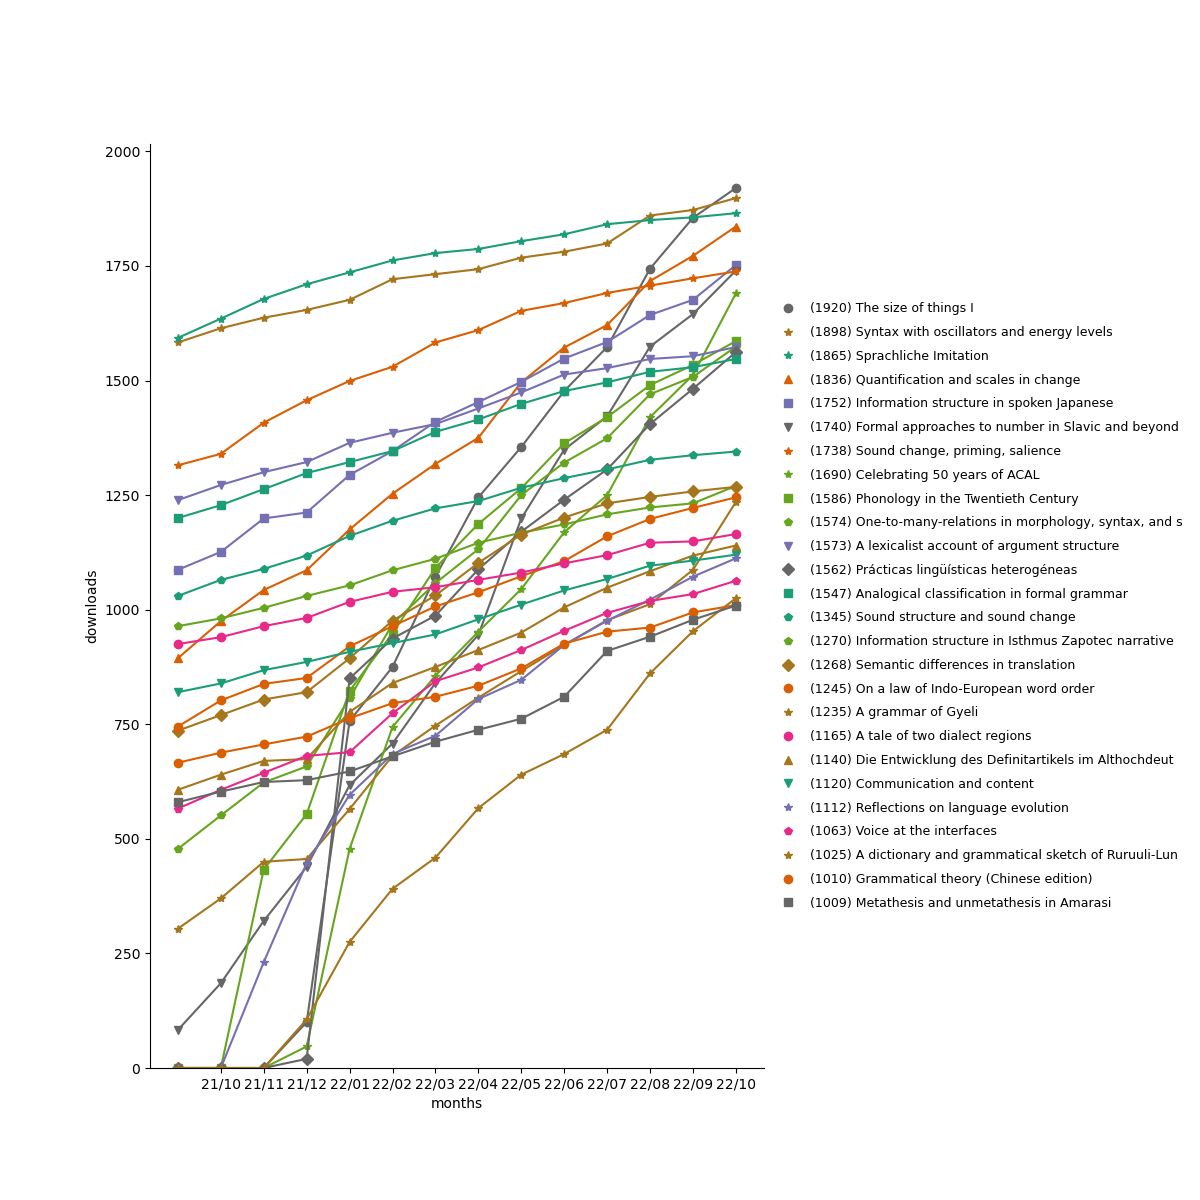 2000
1750
1500
1250
1000
750
500
250
0
downloads
21/10 21/11 21/12 22/01 22/02 22/03 22/04 22/05 22/06 22/07 22/08 22/09 22/10
months
(1920) The size of things I
(1898) Syntax with oscillators and energy levels
(1865) Sprachliche Imitation
(1836) Quantification and scales in change
(1752) Information structure in spoken Japanese
(1740) Formal approaches to number in Slavic and beyond
(1738) Sound change, priming, salience
(1690) Celebrating 50 years of ACAL
(1586) Phonology in the Twentieth Century
(1574) One-to-many-relations in morphology, syntax, and s
(1573) A lexicalist account of argument structure
(1562) Prácticas lingüísticas heterogéneas
(1547) Analogical classification in formal grammar
(1345) Sound structure and sound change
(1270) Information structure in Isthmus Zapotec narrative
(1268) Semantic differences in translation
(1245) On a law of Indo-European word order
(1235) A grammar of Gyeli
(1165) A tale of two dialect regions
(1140) Die Entwicklung des Definitartikels im Althochdeut
(1120) Communication and content
(1112) Reflections on language evolution
(1063) Voice at the interfaces
(1025) A dictionary and grammatical sketch of Ruruuli-Lun
(1010) Grammatical theory (Chinese edition)
(1009) Metathesis and unmetathesis in Amarasi